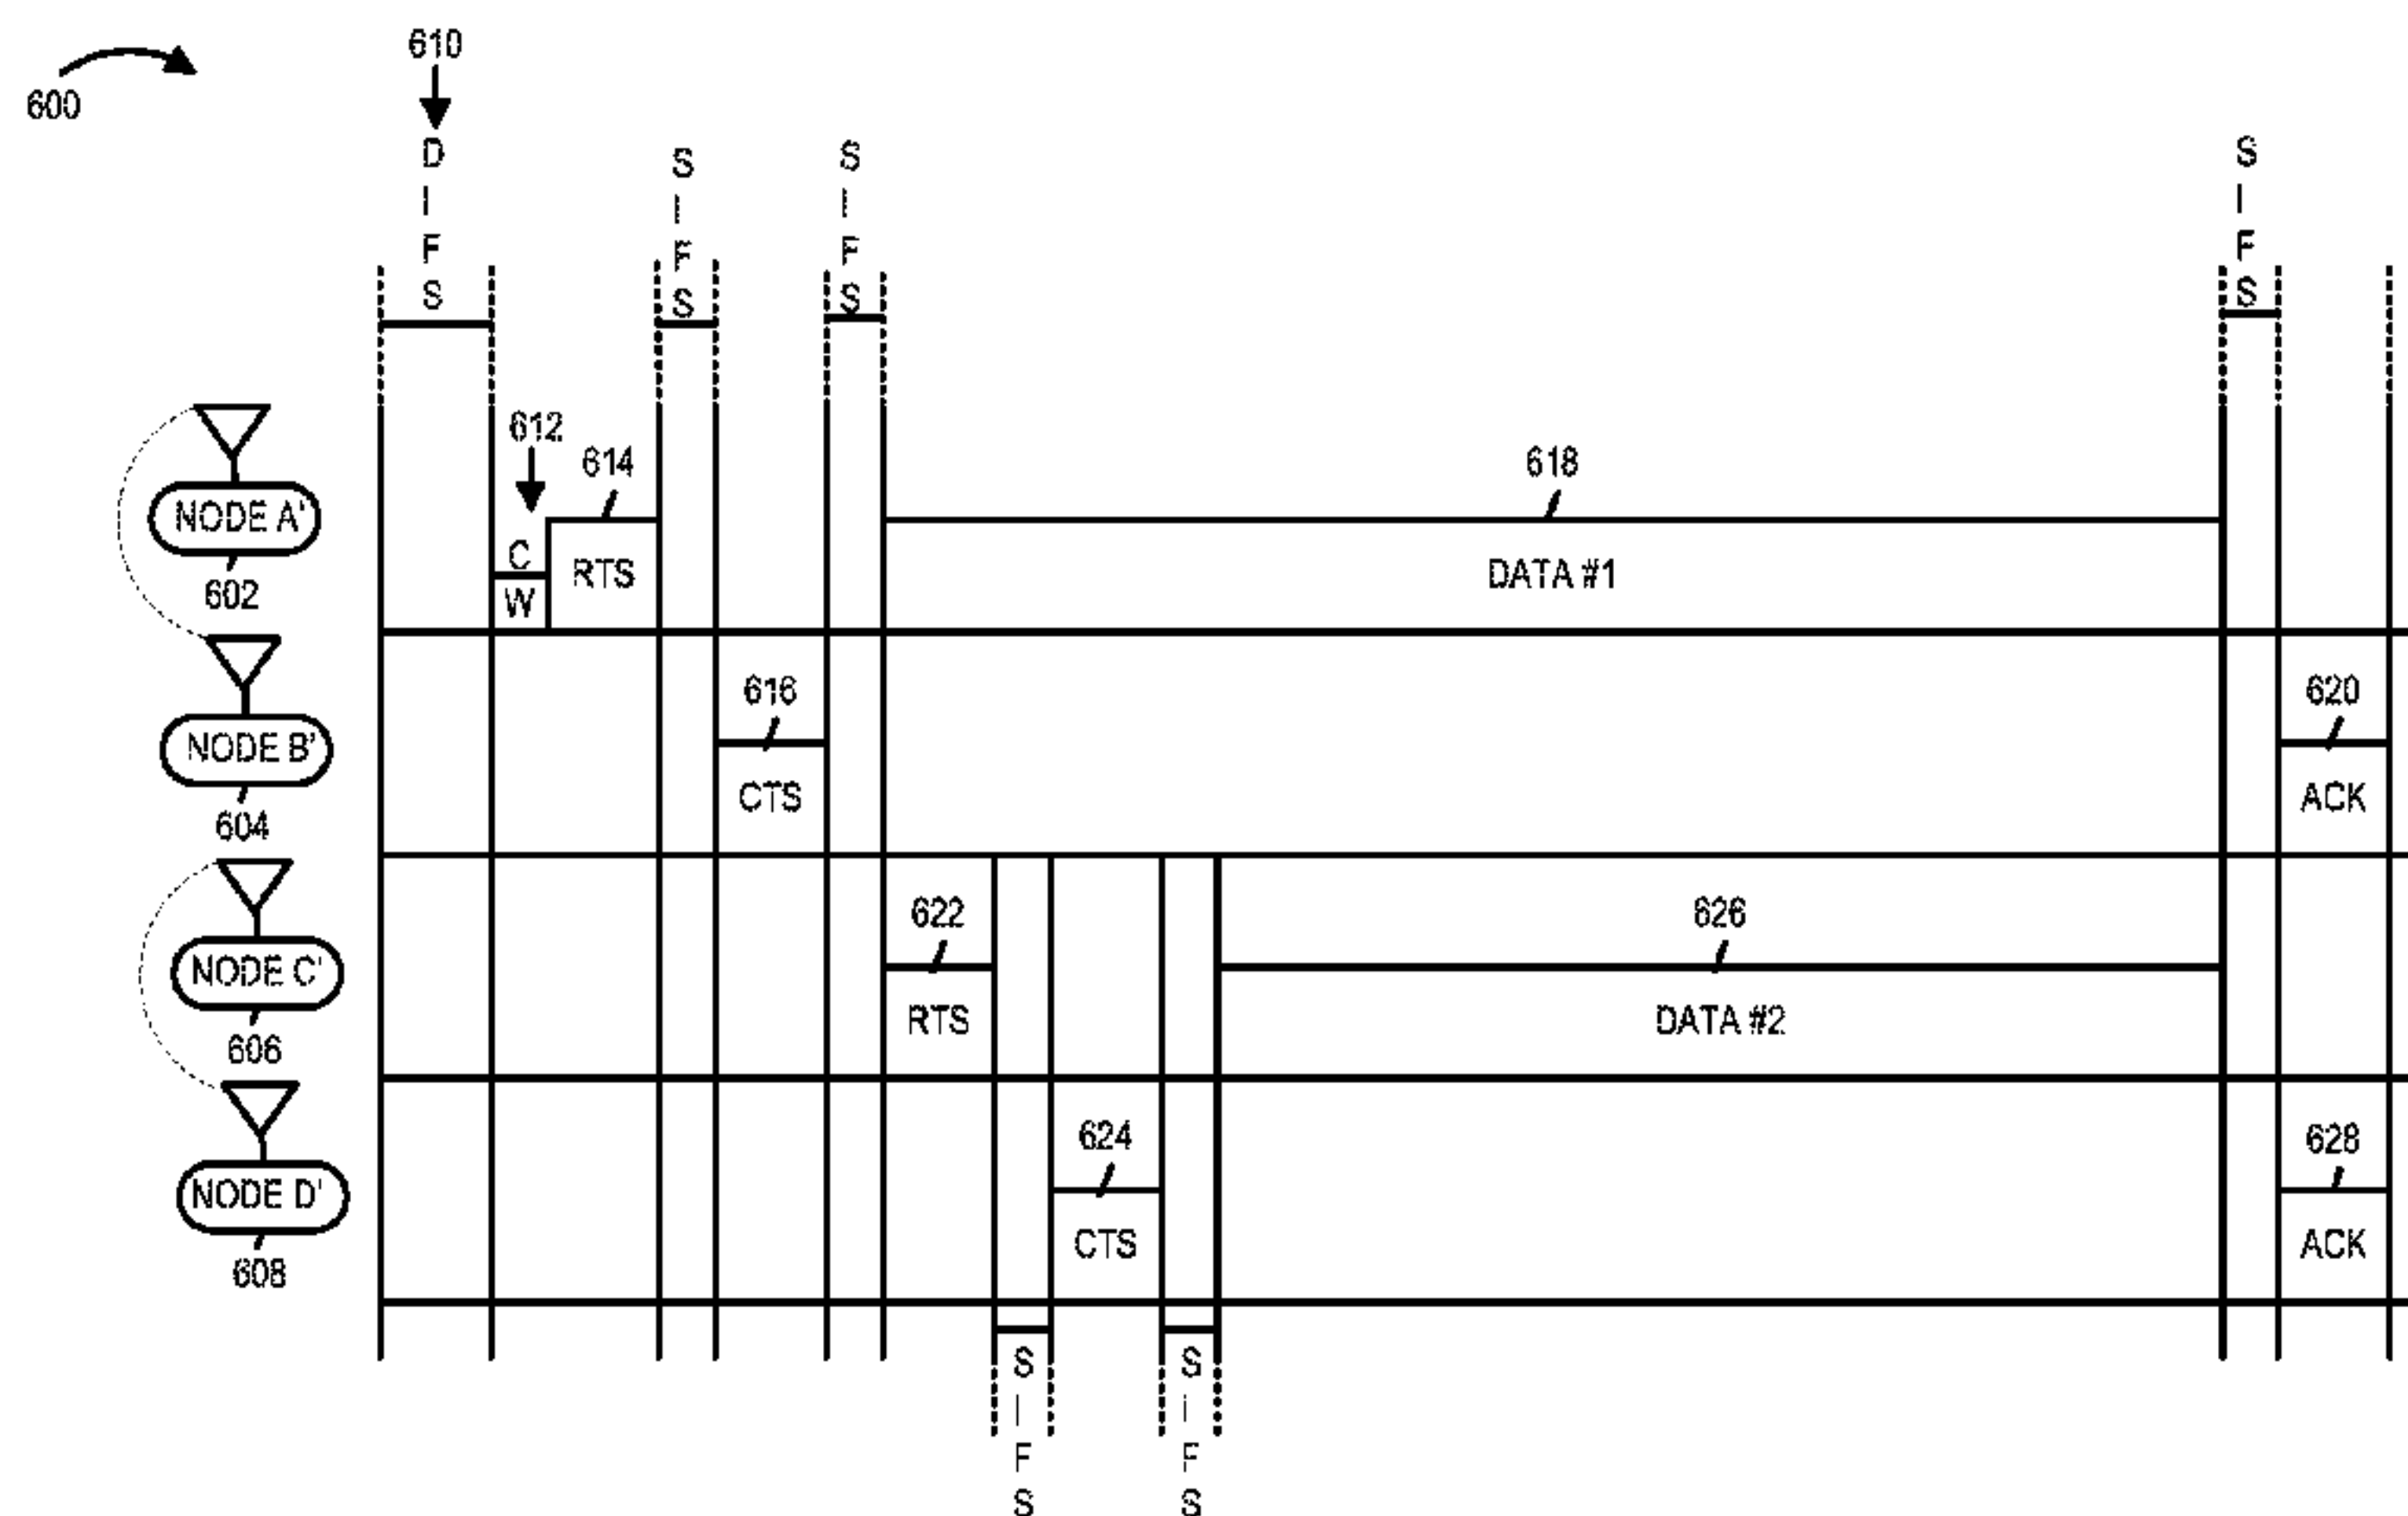 600
610
DIFS
SIFS
SIFS
SIFS
612
614
618
NODE A'
CW
RTS
DATA #1
602
616
620
NODE B'
CTS
ACK
604
622
626
NODE C'
RTS
DATA #2
606
624
628
NODE D'
CTS
ACK
608
SIFS
SIFS